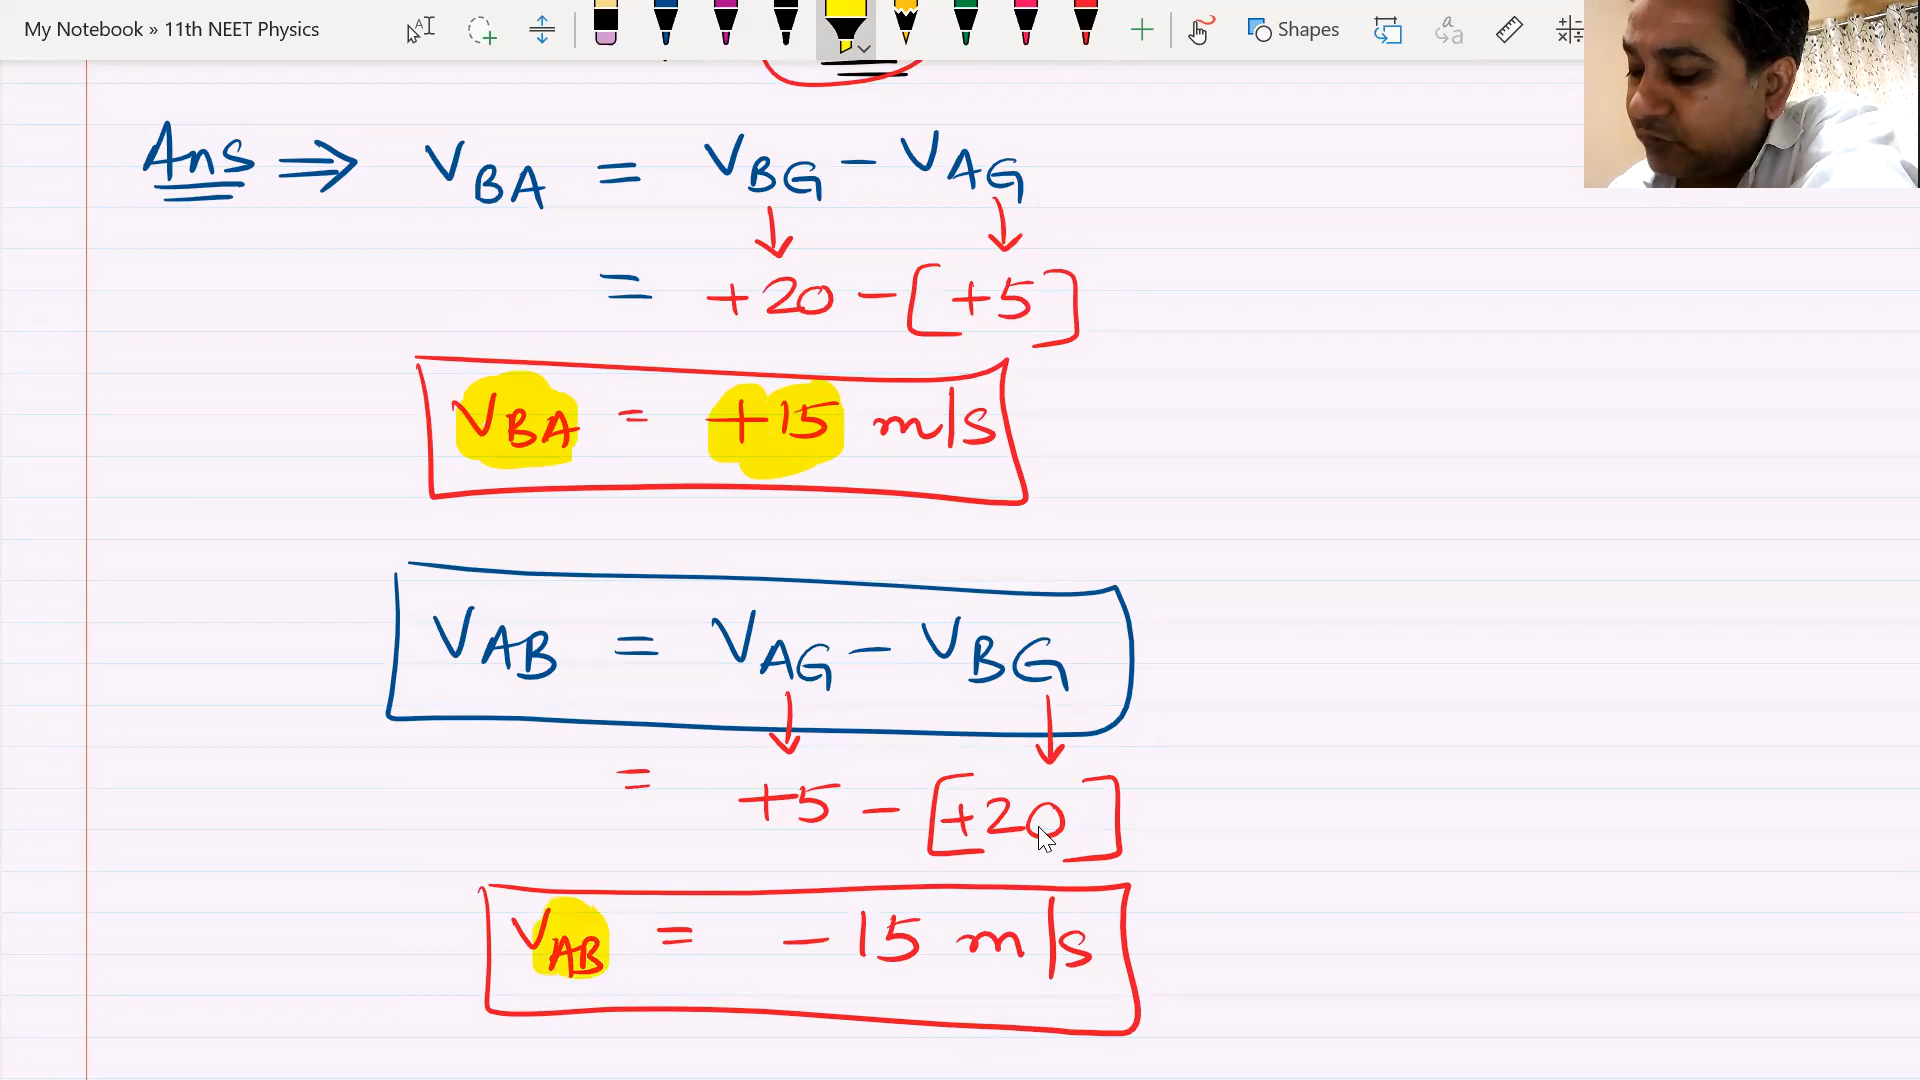 My Notebook » 11th NEET Physics
Shapes
Ans ⇒ VBA = VBG - VAG
= +20 - [+5]
VBA = +15 m/s
VAB = VAG - VBG
= +5 - [+20]
VAB = -15 m/s